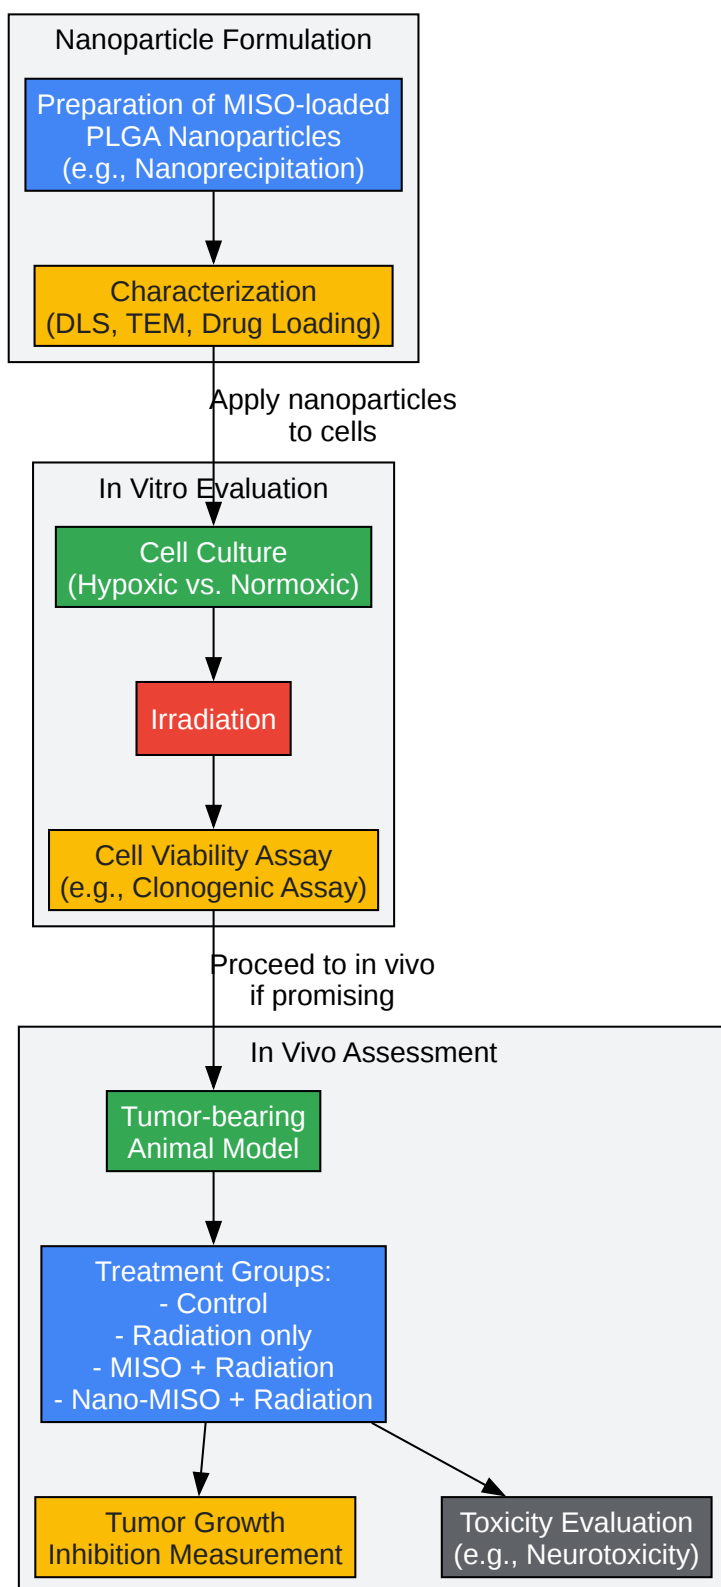 Nanoparticle Formulation
Preparation of MISO-loaded
PLGA Nanoparticles
(e.g., Nanoprecipitation)
Characterization
(DLS, TEM, Drug Loading)
Apply nanoparticles
to cells
In Vitro Evaluation
Cell Culture
(Hypoxic vs. Normoxic)
Irradiation
Cell Viability Assay
(e.g., Clonogenic Assay)
Proceed to in vivo
if promising
In Vivo Assessment
Tumor-bearing
Animal Model
Treatment Groups:
- Control
- Radiation only
- MISO + Radiation
- Nano-MISO + Radiation
Tumor Growth
Inhibition Measurement
Toxicity Evaluation
(e.g., Neurotoxicity)